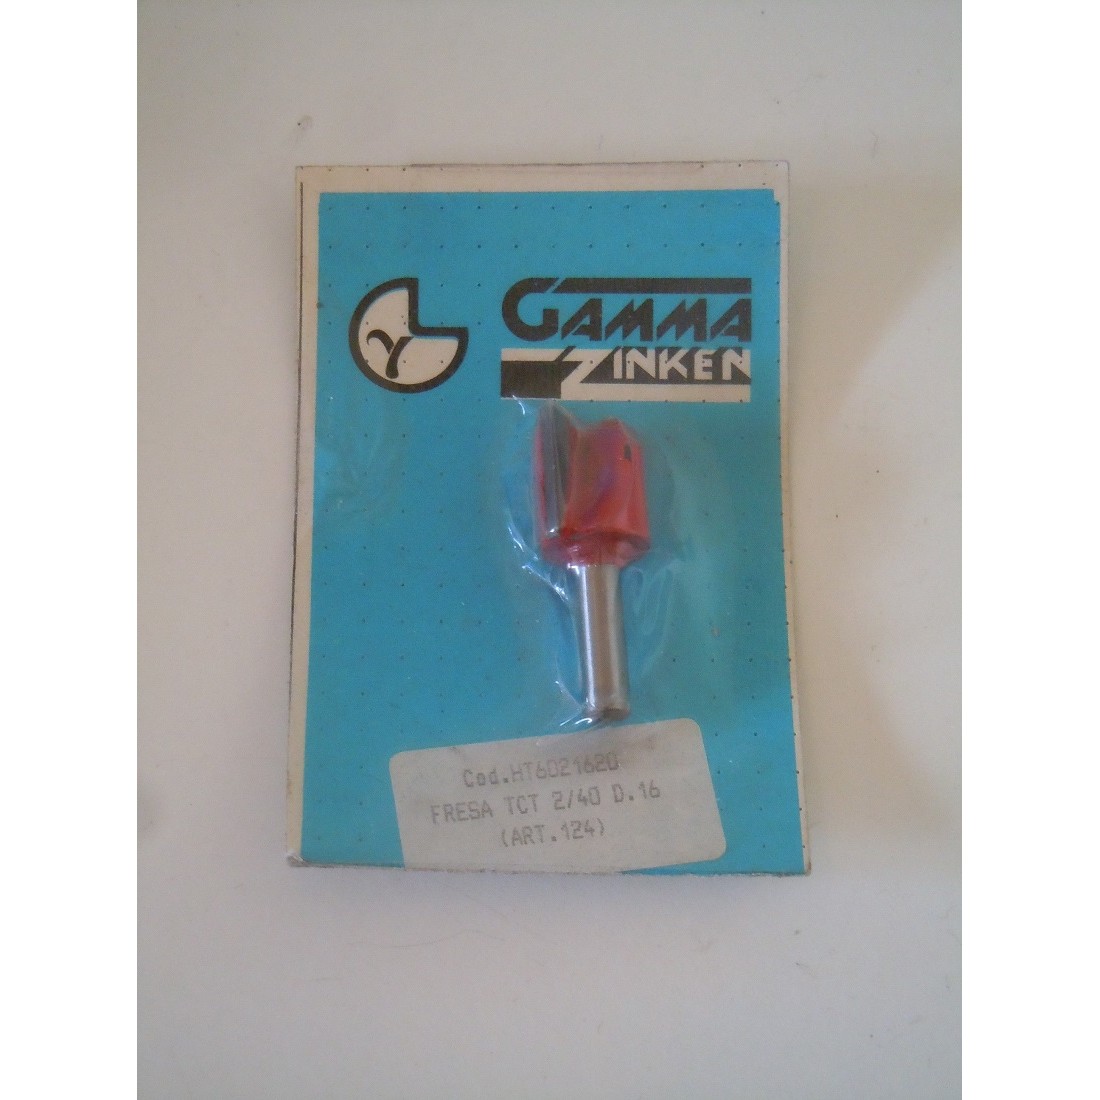 γ
GAMMA
ZINKEN
Cod.HT6021620
FRESA TCT 2/40 D.16
(ART.124)